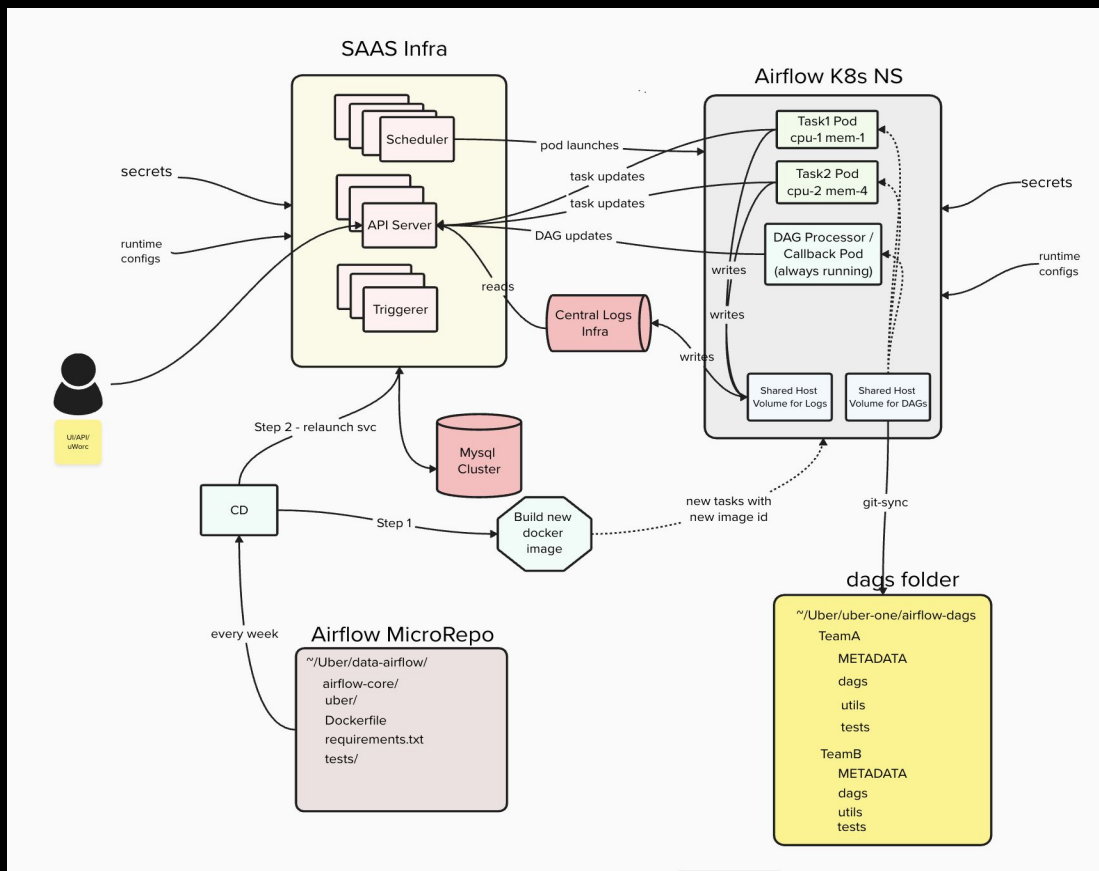 SAAS Infra
Airflow K8s NS
Scheduler
API Server
Triggerer
secrets
runtime
configs
UI/API/
uWorc
pod launches
task updates
task updates
DAG updates
reads
Central Logs
Infra
writes
Task1 Pod
cpu-1 mem-1
Task2 Pod
cpu-2 mem-4
DAG Processor /
Callback Pod
(always running)
writes
writes
Shared Host
Volume for Logs
Shared Host
Volume for DAGs
secrets
runtime
configs
Step 2 - relaunch svc
Mysql
Cluster
CD
Step 1
Build new
docker
image
new tasks with
new image id
git-sync
every week
Airflow MicroRepo
~/Uber/data-airflow/
airflow-core/
uber/
Dockerfile
requirements.txt
tests/
dags folder
~/Uber/uber-one/airflow-dags
TeamA
METADATA
dags
utils
tests
TeamB
METADATA
dags
utils
tests